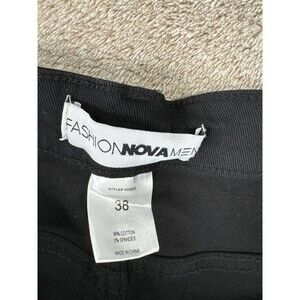 FASHIONNOVAMEN
38
98% COTTON
2% SPANDEX
MADE IN CHINA